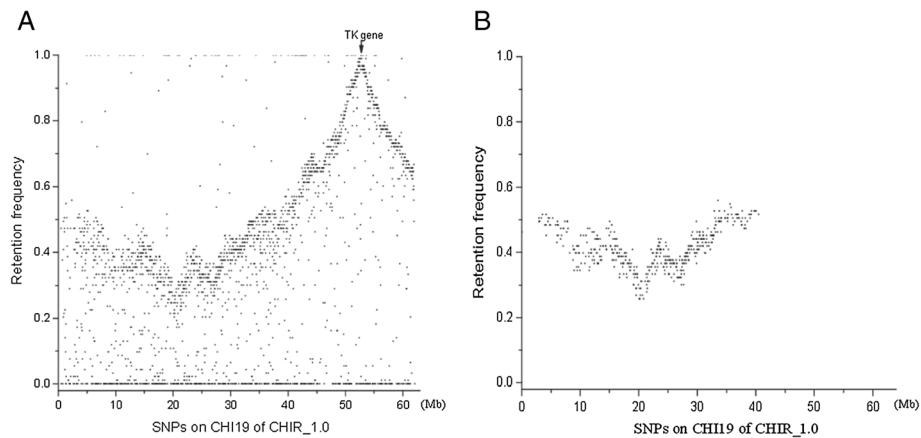 A
TK gene
1.0
0.8
0.6
0.4
0.2
0.0
Retention frequency
0
10
20
30
40
50
60
(Mb)
SNPs on CHI19 of CHIR_1.0
B
1.0
0.8
0.6
0.4
0.2
0.0
Retention frequency
0
10
20
30
40
50
60
(Mb)
SNPs on CHI19 of CHIR_1.0